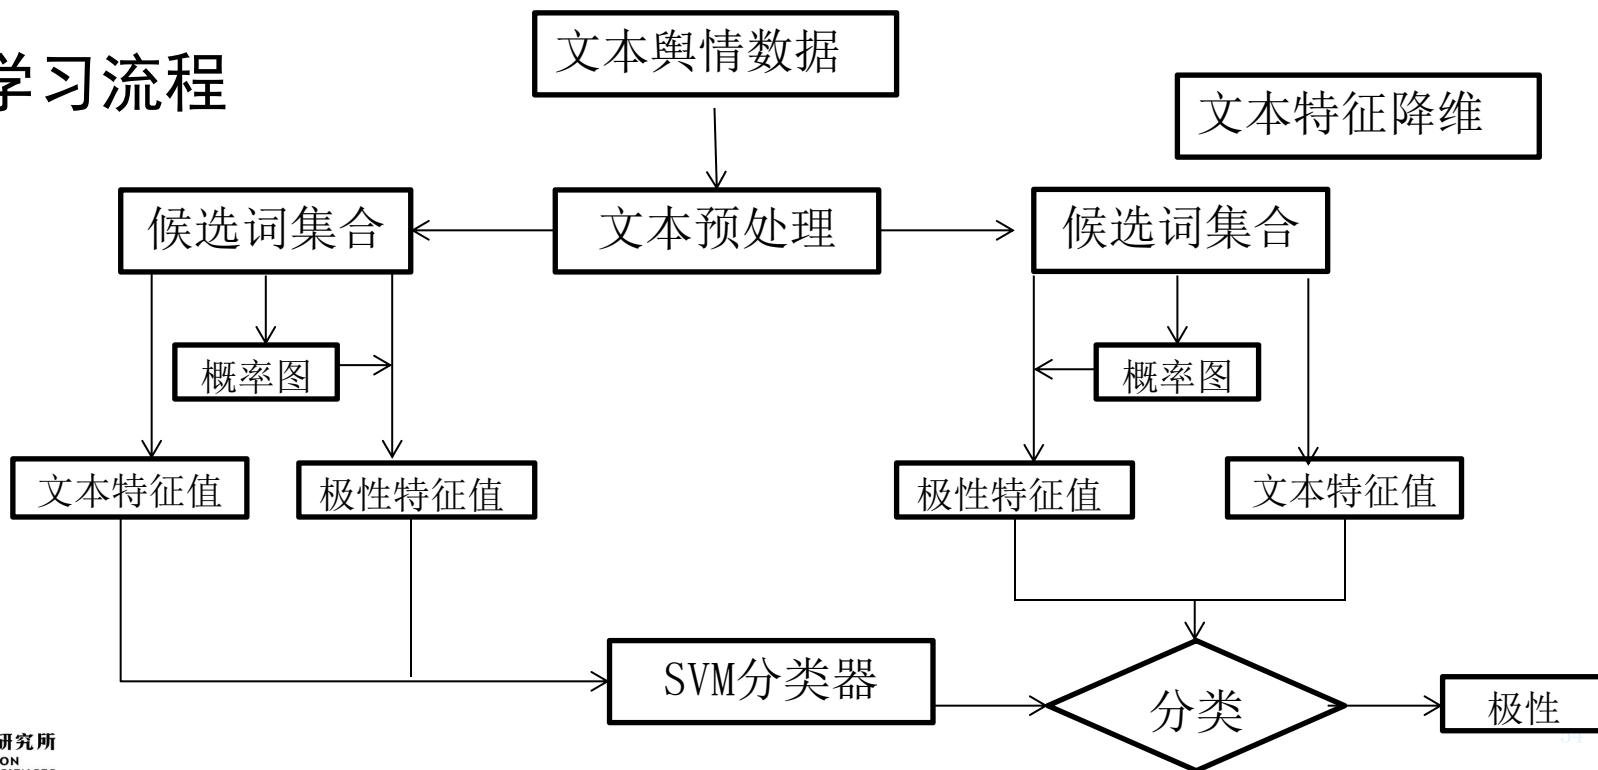 学习流程
文本舆情数据
文本特征降维
候选词集合
文本预处理
候选词集合
概率图
概率图
文本特征值
极性特征值
极性特征值
文本特征值
SVM分类器
分类
极性
研究所
ON